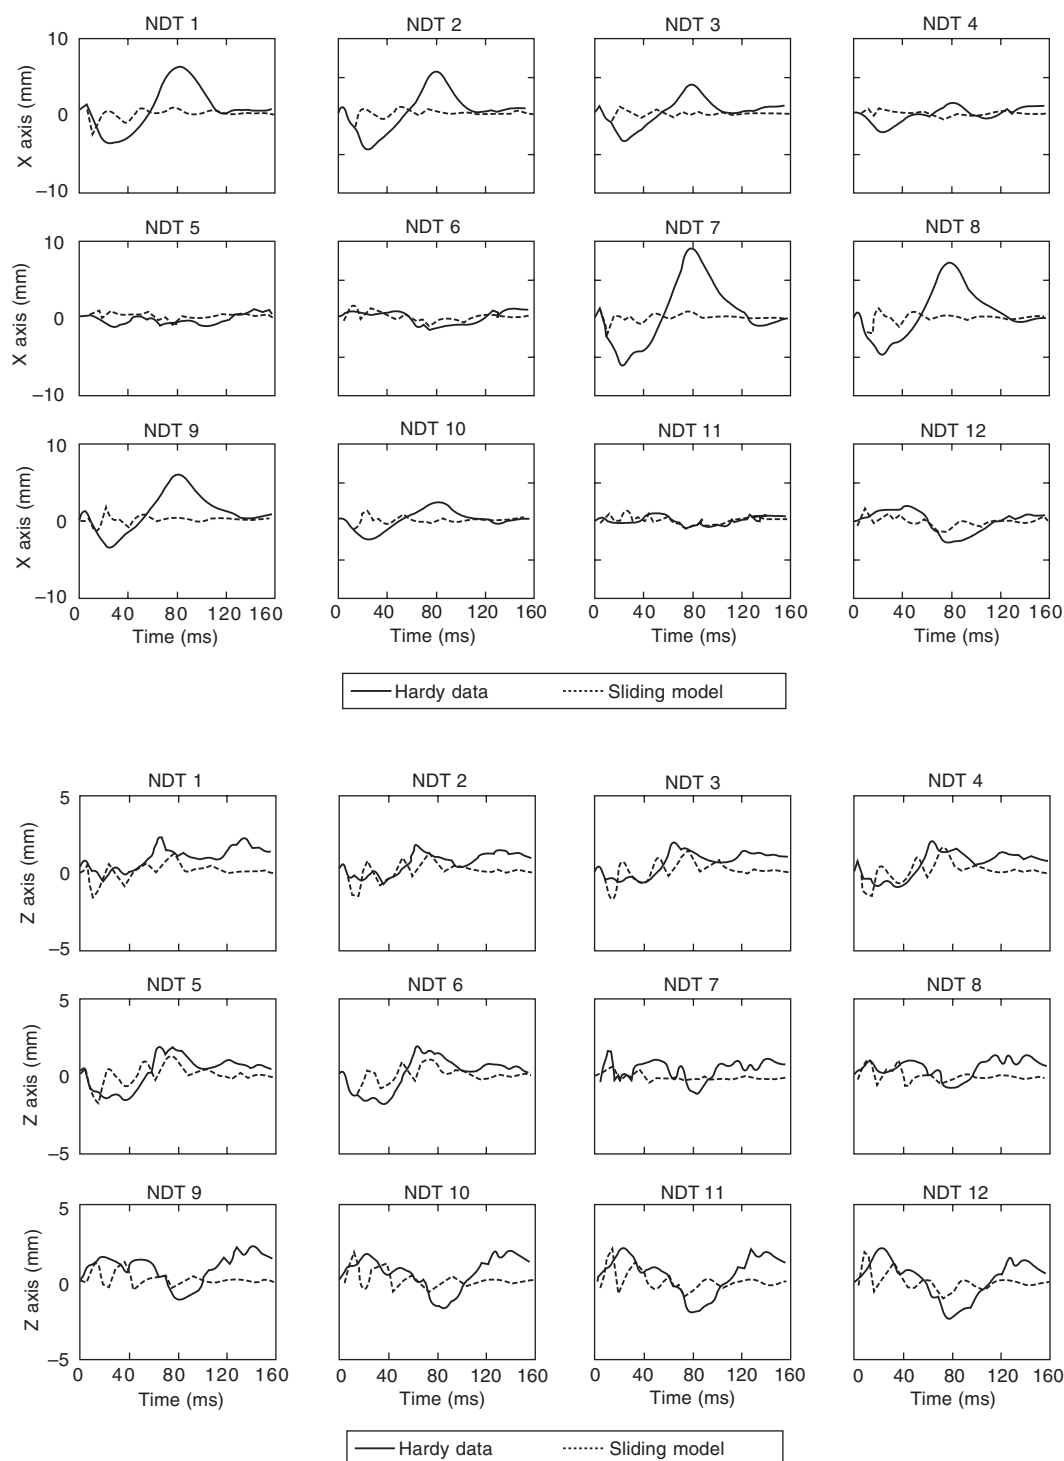 NDT 1 NDT 2 NDT 3 NDT 4
10
0
–10
X axis (mm)
NDT 5 NDT 6 NDT 7 NDT 8
10
0
–10
X axis (mm)
NDT 9 NDT 10 NDT 11 NDT 12
10
0
–10
X axis (mm)
0 40 80 120 160 0 40 80 120 160 0 40 80 120 160 0 40 80 120 160
Time (ms) Time (ms) Time (ms) Time (ms)
Hardy data Sliding model
NDT 1 NDT 2 NDT 3 NDT 4
5
0
–5
Z axis (mm)
NDT 5 NDT 6 NDT 7 NDT 8
5
0
–5
Z axis (mm)
NDT 9 NDT 10 NDT 11 NDT 12
5
0
–5
Z axis (mm)
0 40 80 120 160 0 40 80 120 160 0 40 80 120 160 0 40 80 120 160
Time (ms) Time (ms) Time (ms) Time (ms)
Hardy data Sliding model